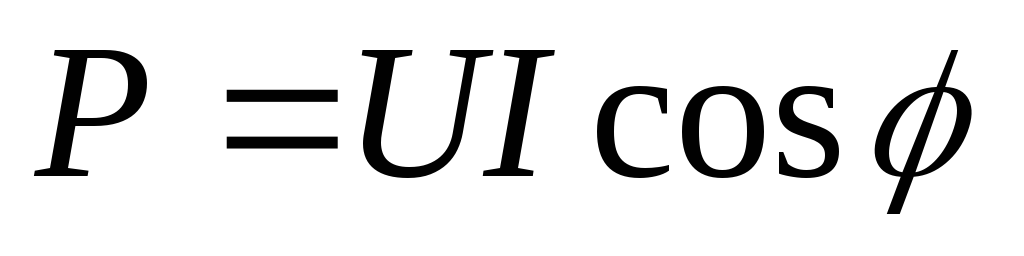 P = UI cos ϕ